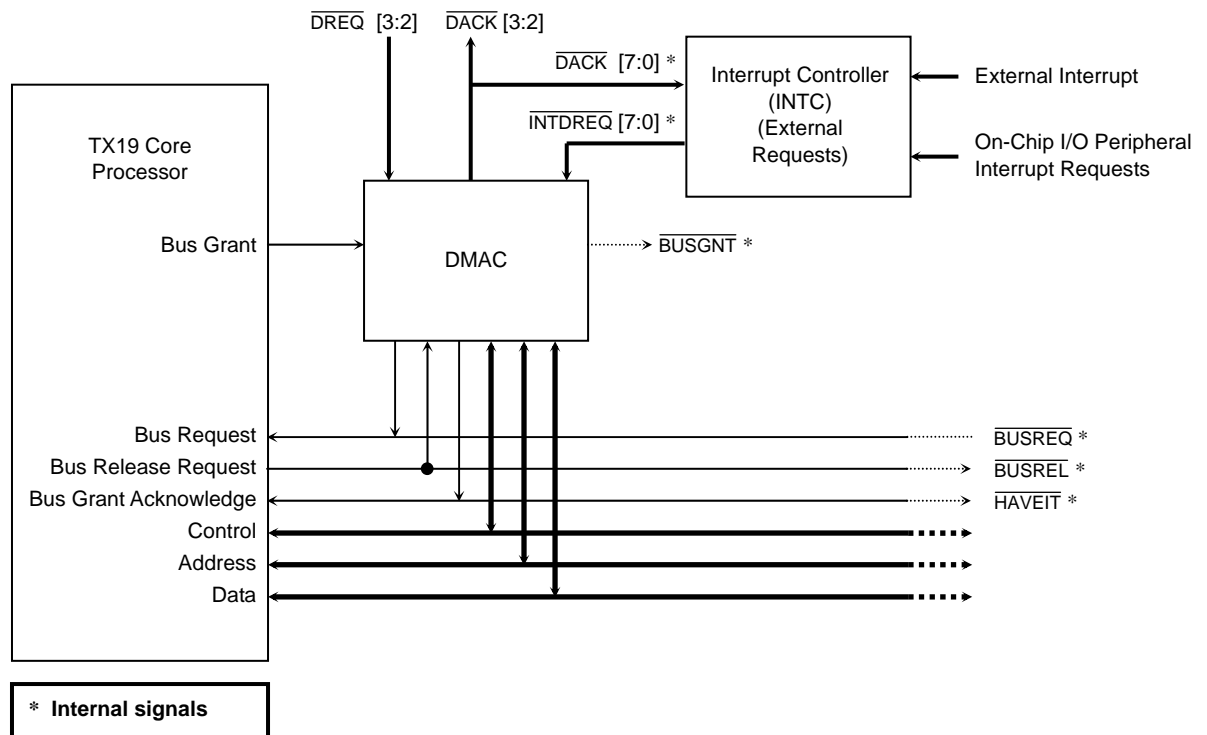 DREQ [3:2] DACK [3:2]
DACK [7:0] *
INTDREQ [7:0] *
Interrupt Controller
(INTC)
(External
Requests)
External Interrupt
On-Chip I/O Peripheral
Interrupt Requests
TX19 Core
Processor
Bus Grant
DMAC
BUSGNT *
Bus Request
BUSREQ *
Bus Release Request
BUSREL *
Bus Grant Acknowledge
HAVEIT *
Control
Address
Data
* Internal signals